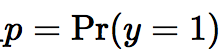 p = Pr(y = 1)